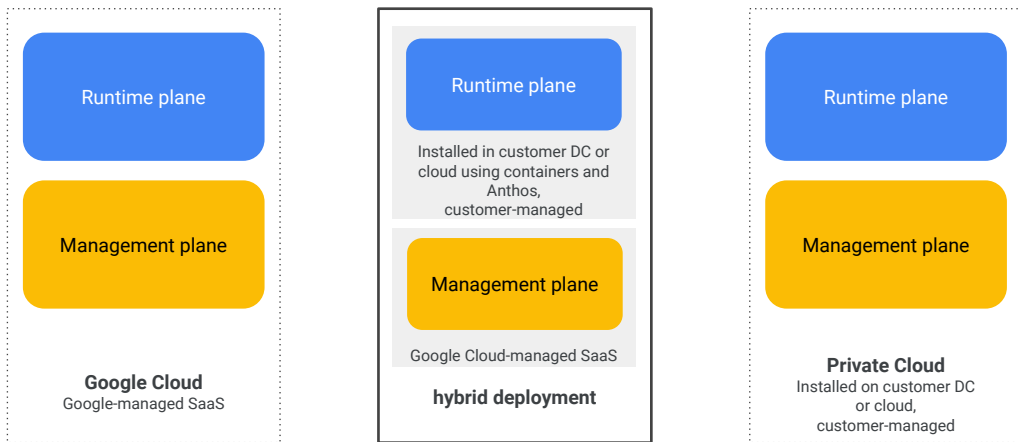 Runtime plane
Management plane
Google Cloud
Google-managed SaaS
Runtime plane
Installed in customer DC or
cloud using containers and
Anthos,
customer-managed
Management plane
Google Cloud-managed SaaS
hybrid deployment
Runtime plane
Management plane
Private Cloud
Installed on customer DC
or cloud,
customer-managed